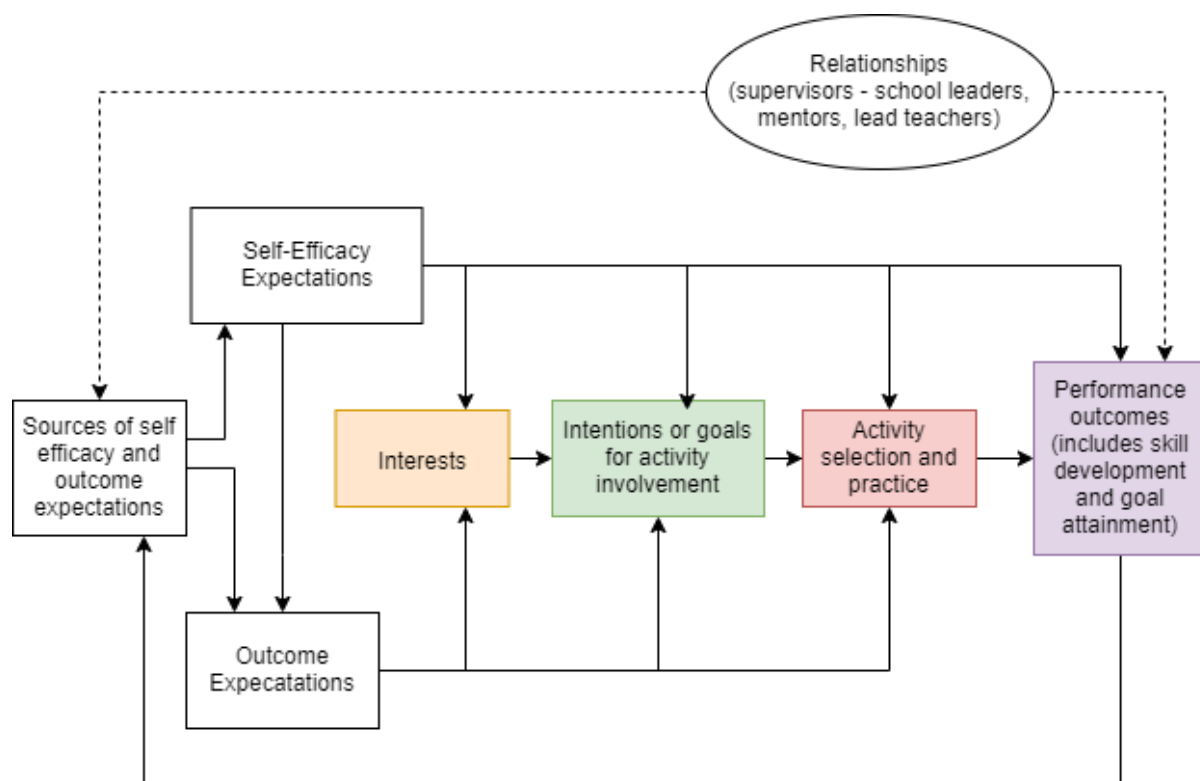 Relationships
(supervisors - school leaders,
mentors, lead teachers)
Self-Efficacy
Expectations
Sources of self
efficacy and
outcome
expectations
Interests
Intentions or goals
for activity
involvement
Activity
selection and
practice
Performance
outcomes
(includes skill
development
and goal
attainment)
Outcome
Expecatations